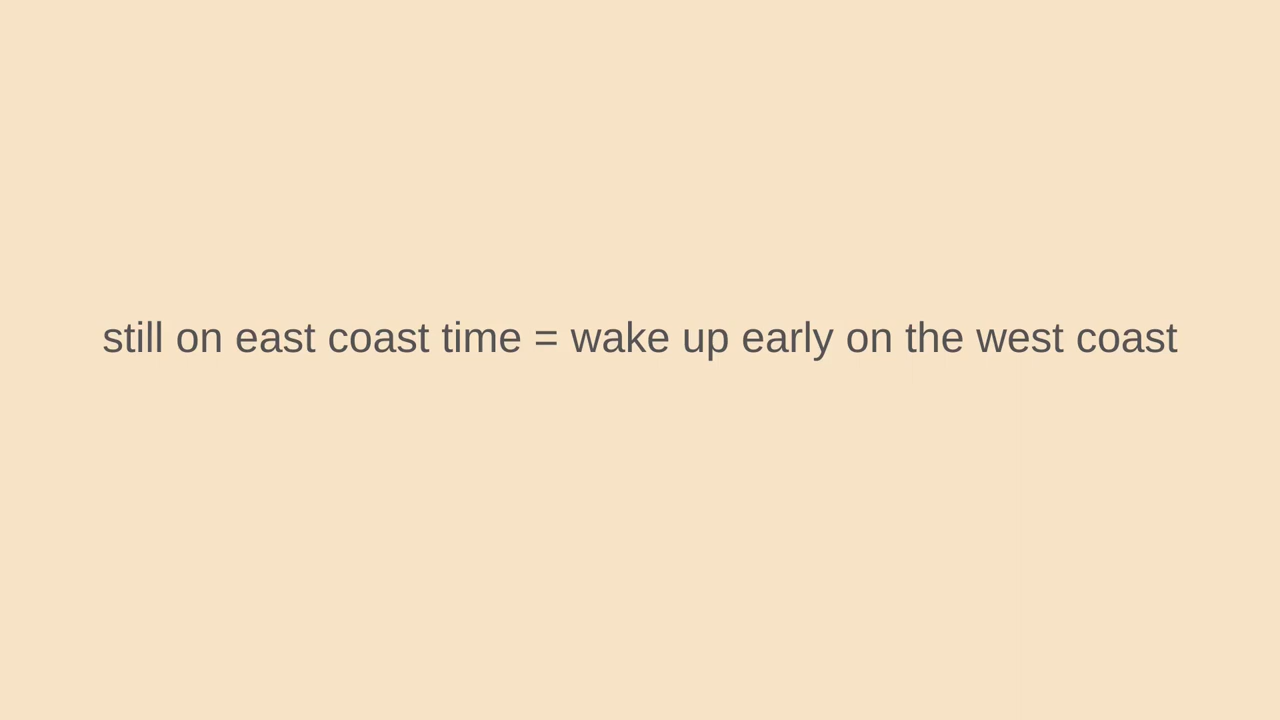 still on east coast time = wake up early on the west coast